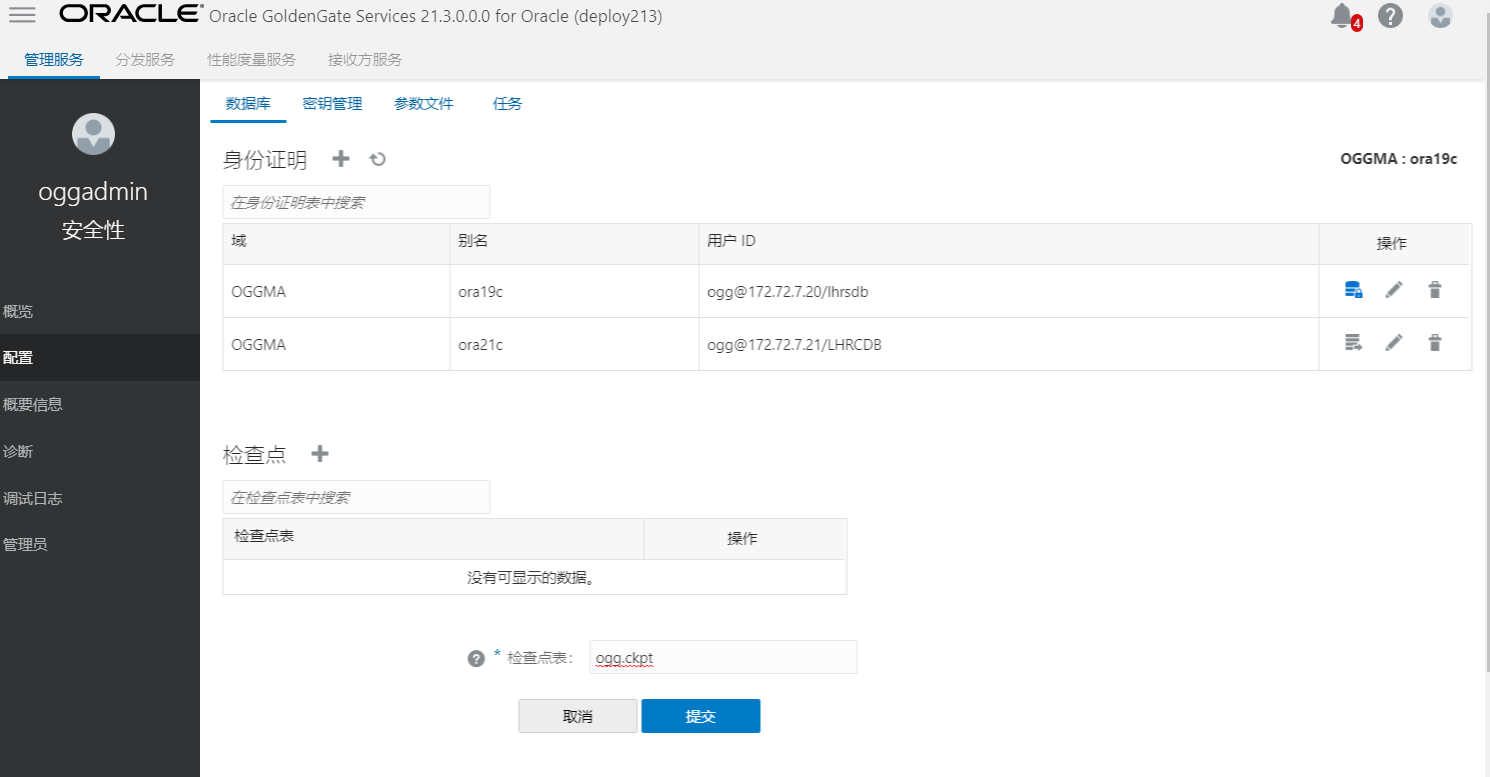 ORACLE® Oracle GoldenGate Services 21.3.0.0.0 for Oracle (deploy213)
4
管理服务 分发服务 性能度量服务 接收方服务
oggadmin
安全性
概览
配置
概要信息
诊断
调试日志
管理员
数据库 密钥管理 参数文件 任务
身份证明
OGGMA : ora19c
在身份证明表中搜索
域 别名 用户 ID 操作
OGGMA ora19c ogg@172.72.7.20/lhrsdb
OGGMA ora21c ogg@172.72.7.21/LHRCDB
检查点
在检查点表中搜索
检查点表 操作
没有可显示的数据。
* 检查点表: ogg.ckpt
取消 提交